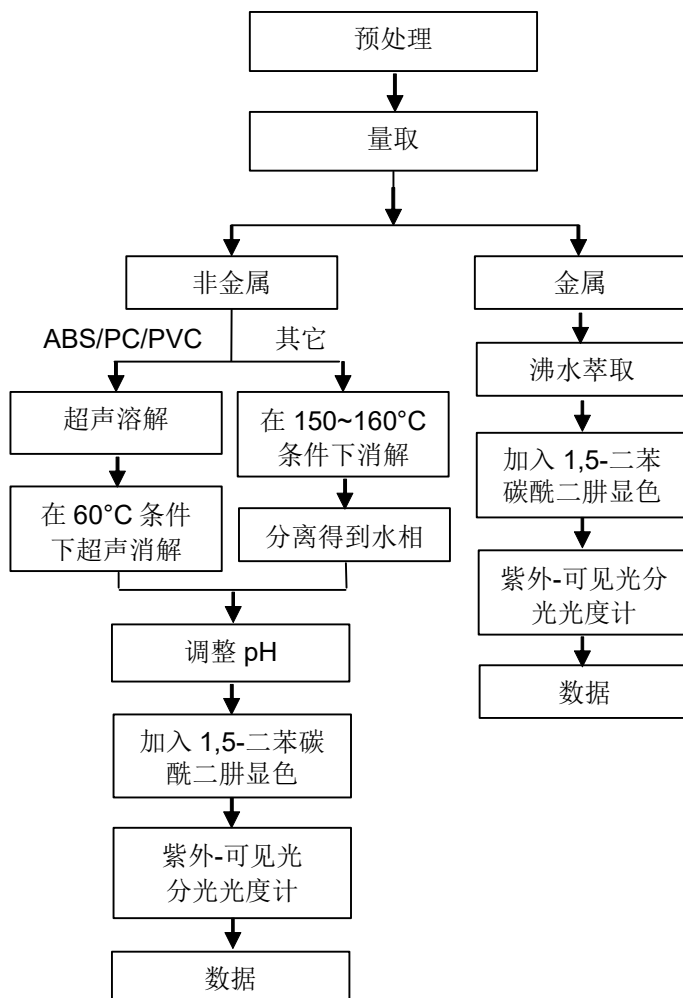 预处理
量取
非金属
金属
ABS/PC/PVC
其它
沸水萃取
超声溶解
在 150~160°C
条件下消解
加入 1,5-二苯
碳酰二肼显色
在 60°C 条件
下超声消解
分离得到水相
紫外-可见光分
光光度计
调整 pH
数据
加入 1,5-二苯碳
酰二肼显色
紫外-可见光
分光光度计
数据